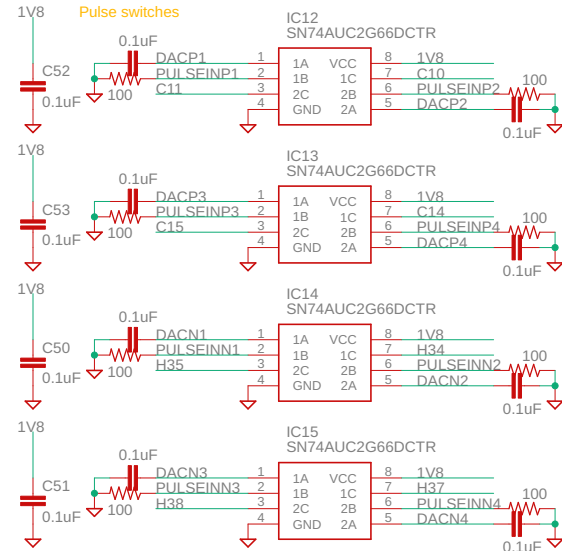 1V8 Pulse switches
IC12
SN74AUC2G66DCTR
0.1uF DACP1 1 1A VCC 8 1V8
C52 PULSEINP1 2 1B 1C 7 C10 100
0.1uF 100 C11 3 2C 2B 6 PULSEINP2
4 GND 2A 5 DACP2
0.1uF
1V8
IC13
SN74AUC2G66DCTR
0.1uF DACP3 1 1A VCC 8 1V8
C53 PULSEINP3 2 1B 1C 7 C14 100
0.1uF 100 C15 3 2C 2B 6 PULSEINP4
4 GND 2A 5 DACP4
0.1uF
1V8
IC14
SN74AUC2G66DCTR
0.1uF DACN1 1 1A VCC 8 1V8
C50 PULSEINN1 2 1B 1C 7 H34 100
0.1uF 100 H35 3 2C 2B 6 PULSEINN2
4 GND 2A 5 DACN2
0.1uF
1V8
IC15
SN74AUC2G66DCTR
0.1uF DACN3 1 1A VCC 8 1V8
C51 PULSEINN3 2 1B 1C 7 H37 100
0.1uF 100 H38 3 2C 2B 6 PULSEINN4
4 GND 2A 5 DACN4
0.1uF